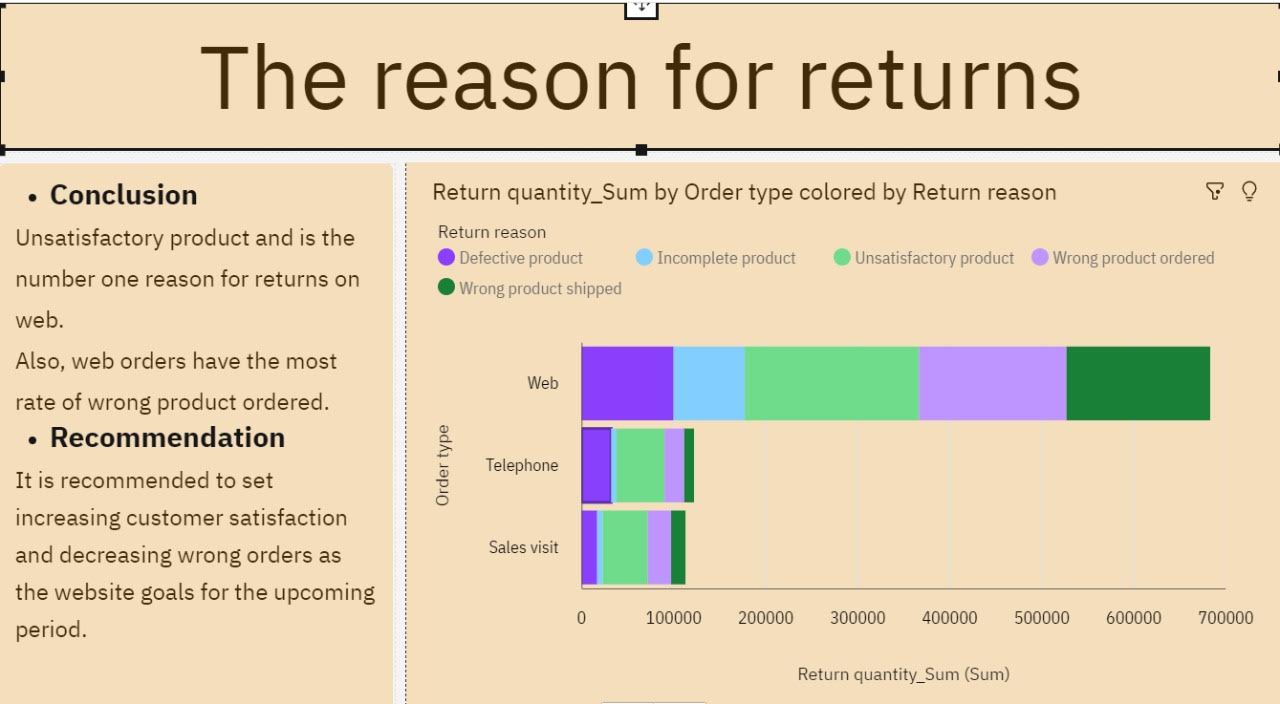 The reason for returns
• Conclusion
Unsatisfactory product and is the
number one reason for returns on
web.
Also, web orders have the most
rate of wrong product ordered.
• Recommendation
It is recommended to set
increasing customer satisfaction
and decreasing wrong orders as
the website goals for the upcoming
period.
Return quantity_Sum by Order type colored by Return reason
Return reason
Defective product Incomplete product Unsatisfactory product Wrong product ordered
Wrong product shipped
Order type
Web
Telephone
Sales visit
0 100000 200000 300000 400000 500000 600000 700000
Return quantity_Sum (Sum)